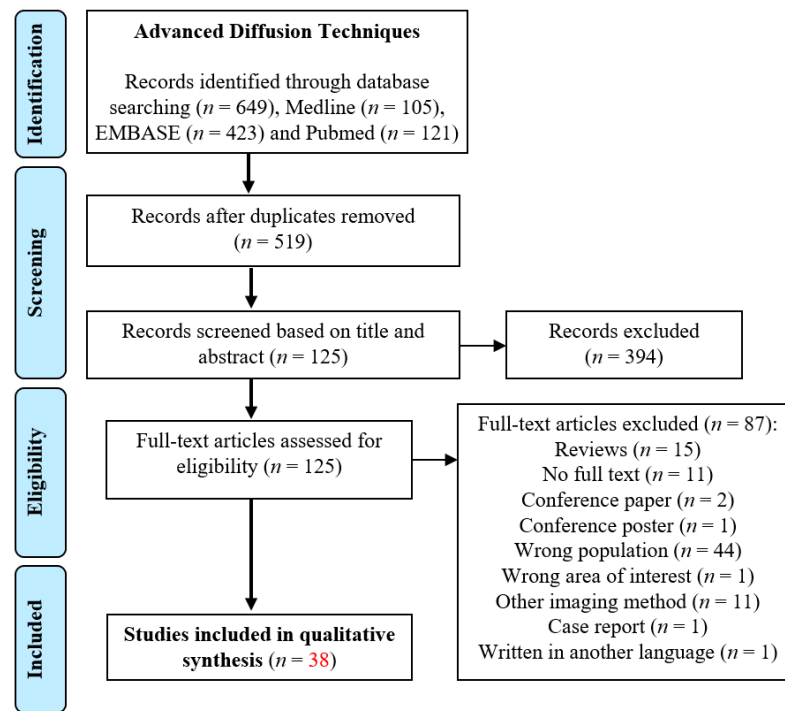 Identification
Advanced Diffusion Techniques
Records identified through database
searching (n = 649), Medline (n = 105),
EMBASE (n = 423) and Pubmed (n = 121)
Screening
Records after duplicates removed
(n = 519)
Records screened based on title and
abstract (n = 125)
Records excluded
(n = 394)
Eligibility
Full-text articles assessed for
eligibility (n = 125)
Full-text articles excluded (n = 87):
Reviews (n = 15)
No full text (n = 11)
Conference paper (n = 2)
Conference poster (n = 1)
Wrong population (n = 44)
Wrong area of interest (n = 1)
Other imaging method (n = 11)
Case report (n = 1)
Written in another language (n = 1)
Included
Studies included in qualitative
synthesis (n = 38)